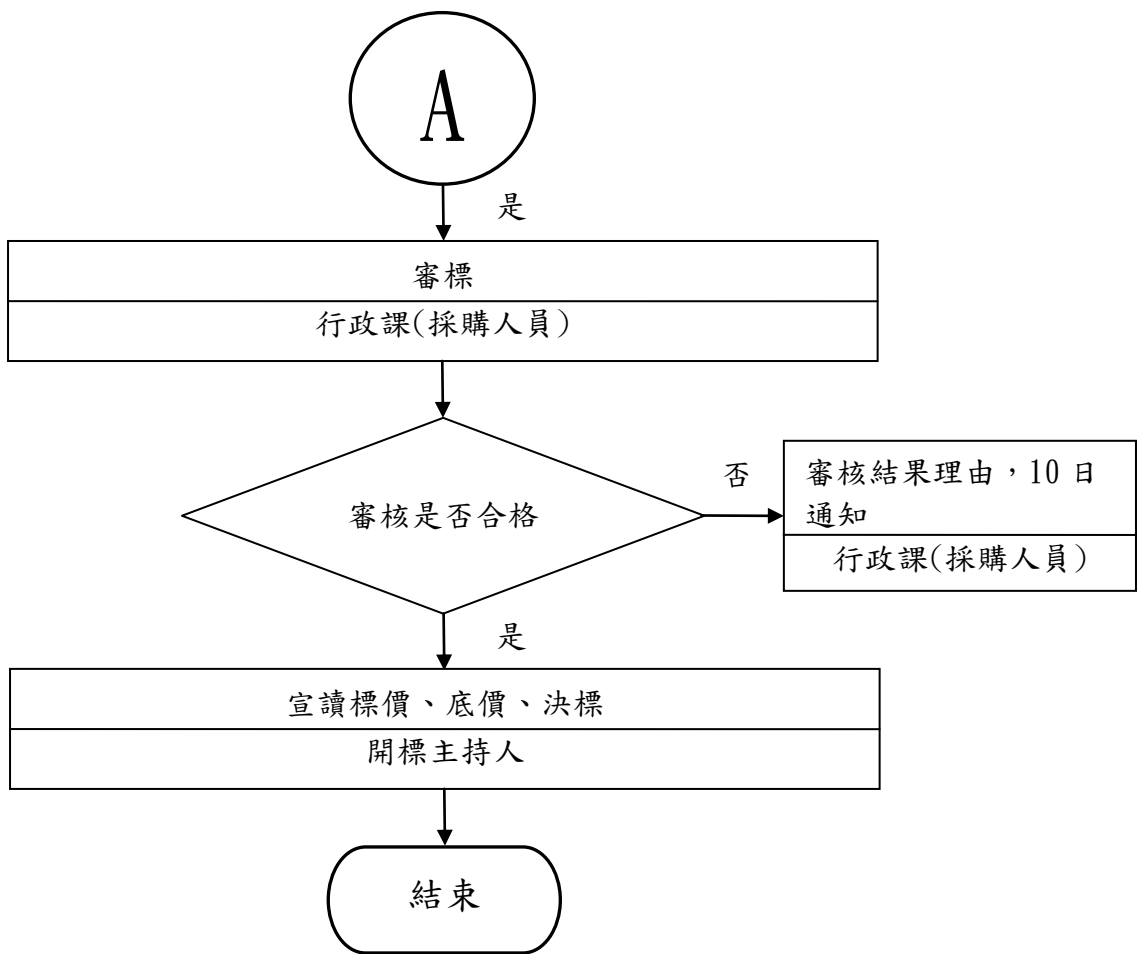 A
是
審標
行政課(採購人員)
審核是否合格
否
審核結果理由，10日
通知
行政課(採購人員)
是
宣讀標價、底價、決標
開標主持人
結束